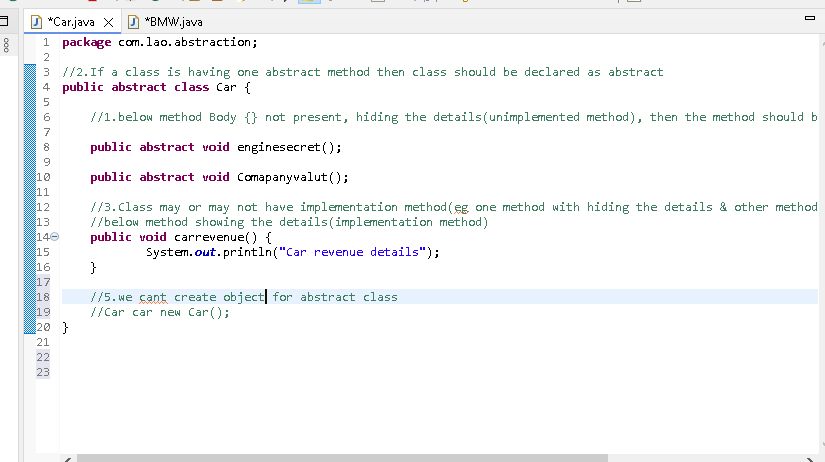 *Car.java
*BMW.java
1 package com.lao.abstraction;
2
3 //2.If a class is having one abstract method then class should be declared as abstract
4 public abstract class Car {
5
6 //1.below method Body {} not present, hiding the details(unimplemented method), then the method should b
7
8 public abstract void enginesecret();
9
10 public abstract void Comapanyvalut();
11
12 //3.Class may or may not have implementation method(eg one method with hiding the details & other method
13 //below method showing the details(implementation method)
14 public void carrevenue() {
15 System.out.println("Car revenue details");
16 }
17
18 //5.we cant create object for abstract class
19 //Car car new Car();
20 }
21
22
23